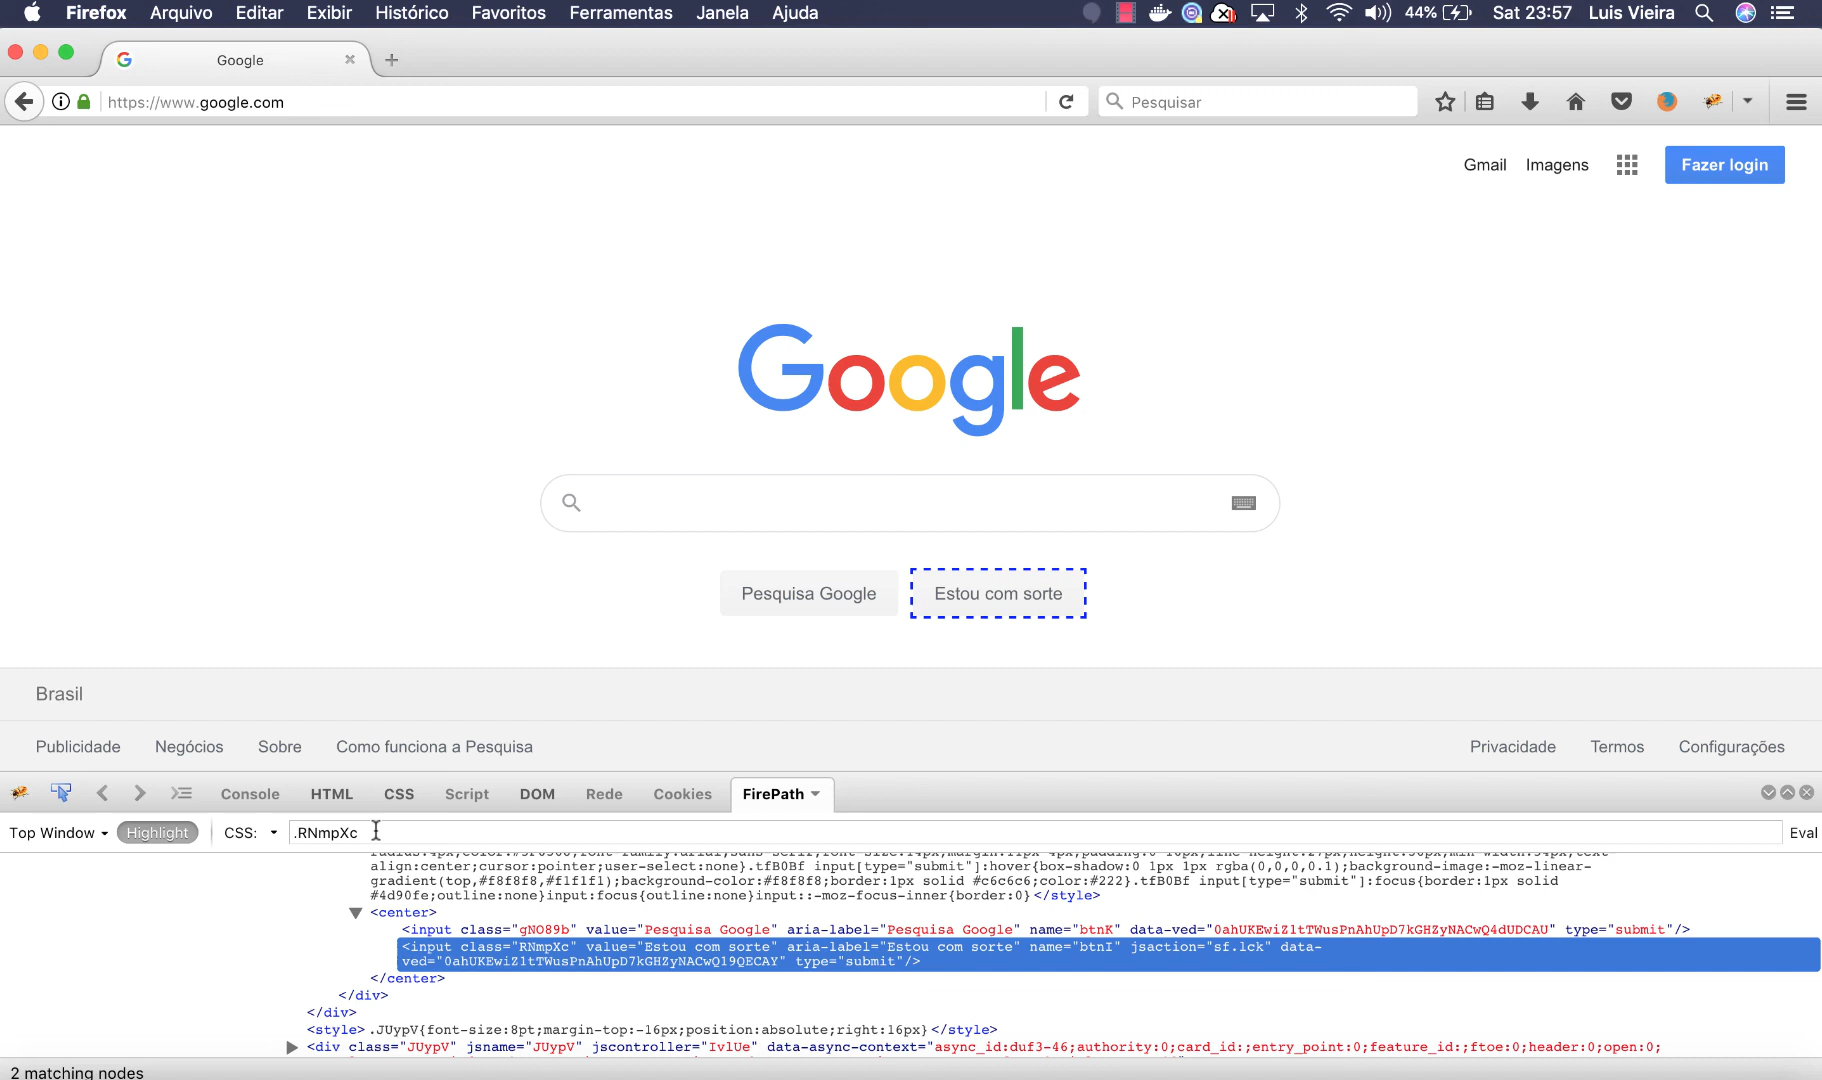 Firefox Arquivo Editar Exibir Histórico Favoritos Ferramentas Janela Ajuda 44% Sat 23:57 Luis Vieira
Google
https://www.google.com Pesquisar
Gmail Imagens Fazer login
Google
Pesquisa Google Estou com sorte
Brasil
Publicidade Negócios Sobre Como funciona a Pesquisa Privacidade Termos Configurações
Console HTML CSS Script DOM Rede Cookies FirePath
Top Window Highlight CSS: .RNmpXc Eval
align:center;cursor:pointer;user-select:none}.tfB0Bf input[type="submit"]:hover{box-shadow:0 1px 1px rgba(0,0,0,0.1);background-image:-moz-linear-
gradient(top,#f8f8f8,#f1f1f1);background-color:#f8f8f8;border:1px solid #c6c6c6;color:#222}.tfB0Bf input[type="submit"]:focus{border:1px solid
#4d90fe;outline:none}input:focus{outline:none}input::-moz-focus-inner{border:0}</style>
<center>
<input class="gNO89b" value="Pesquisa Google" aria-label="Pesquisa Google" name="btnK" data-ved="0ahUKEwiZ1tTWusPnAhUpD7kGHZyNACwQ4dUDCAU" type="submit"/>
<input class="RNmpXc" value="Estou com sorte" aria-label="Estou com sorte" name="btnI" jsaction="sf.lck" data-
ved="0ahUKEwiZ1tTWusPnAhUpD7kGHZyNACwQ19QECAY" type="submit"/>
</center>
</div>
</div>
<style>.JUypV{font-size:8pt;margin-top:-16px;position:absolute;right:16px}</style>
<div class="JUypV" jsname="JUypV" jscontroller="IvlUe" data-async-context="async_id:duf3-46;authority:0;card_id:;entry_point:0;feature_id:;ftoe:0;header:0;open:0;
2 matching nodes